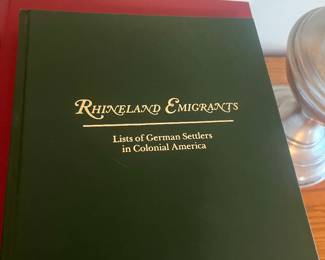 Rhineland Emigrants
Lists of German Settlers
in Colonial America